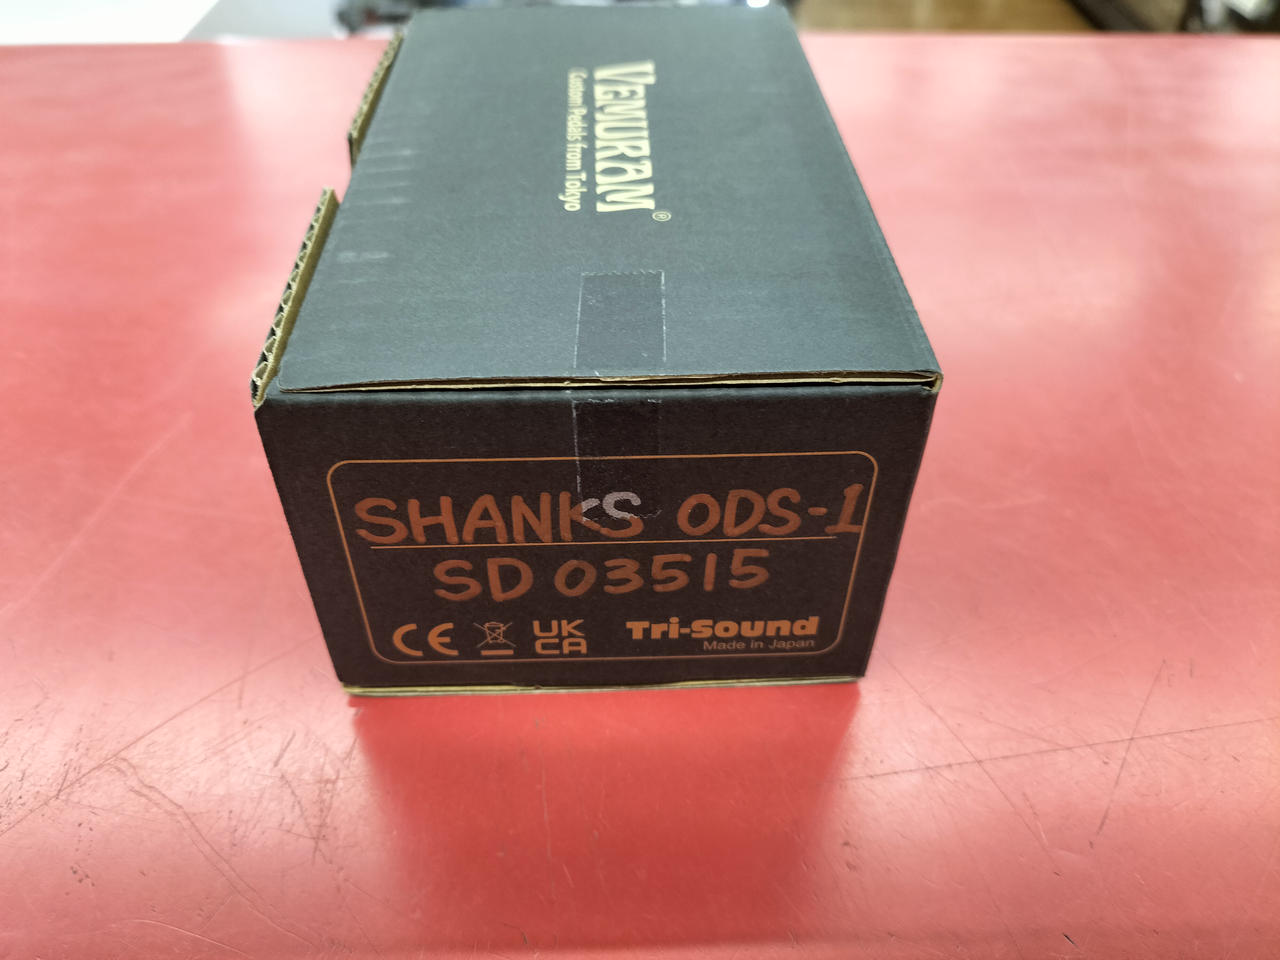 VEMURAM®
Custom Pedals from Tokyo
SHANKS ODS-1
SD 03515
CE UK
CA
Tri-Sound
Made in Japan